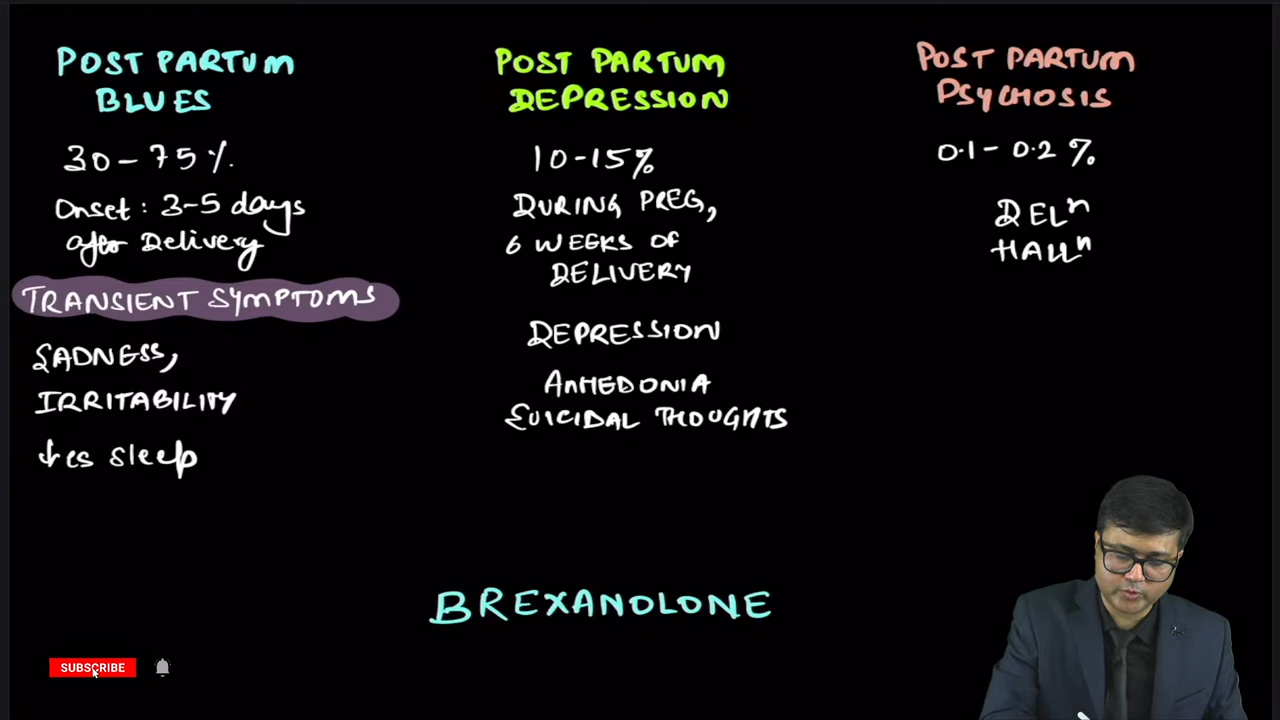 POST PARTUM
BLUES
30-75%.
Onset: 3-5 days
after Delivery
TRANSIENT SYMPTOMS
SADNESS,
IRRITABILITY
↓es sleep
POST PARTUM
DEPRESSION
10-15%
DURING PREG,
6 WEEKS OF
DELIVERY
DEPRESSION
ANHEDONIA
SUICIDAL THOUGHTS
POST PARTUM
PSYCHOSIS
0.1-0.2%
DELⁿ
HALLⁿ
BREXANOLONE
SUBSCRIBE